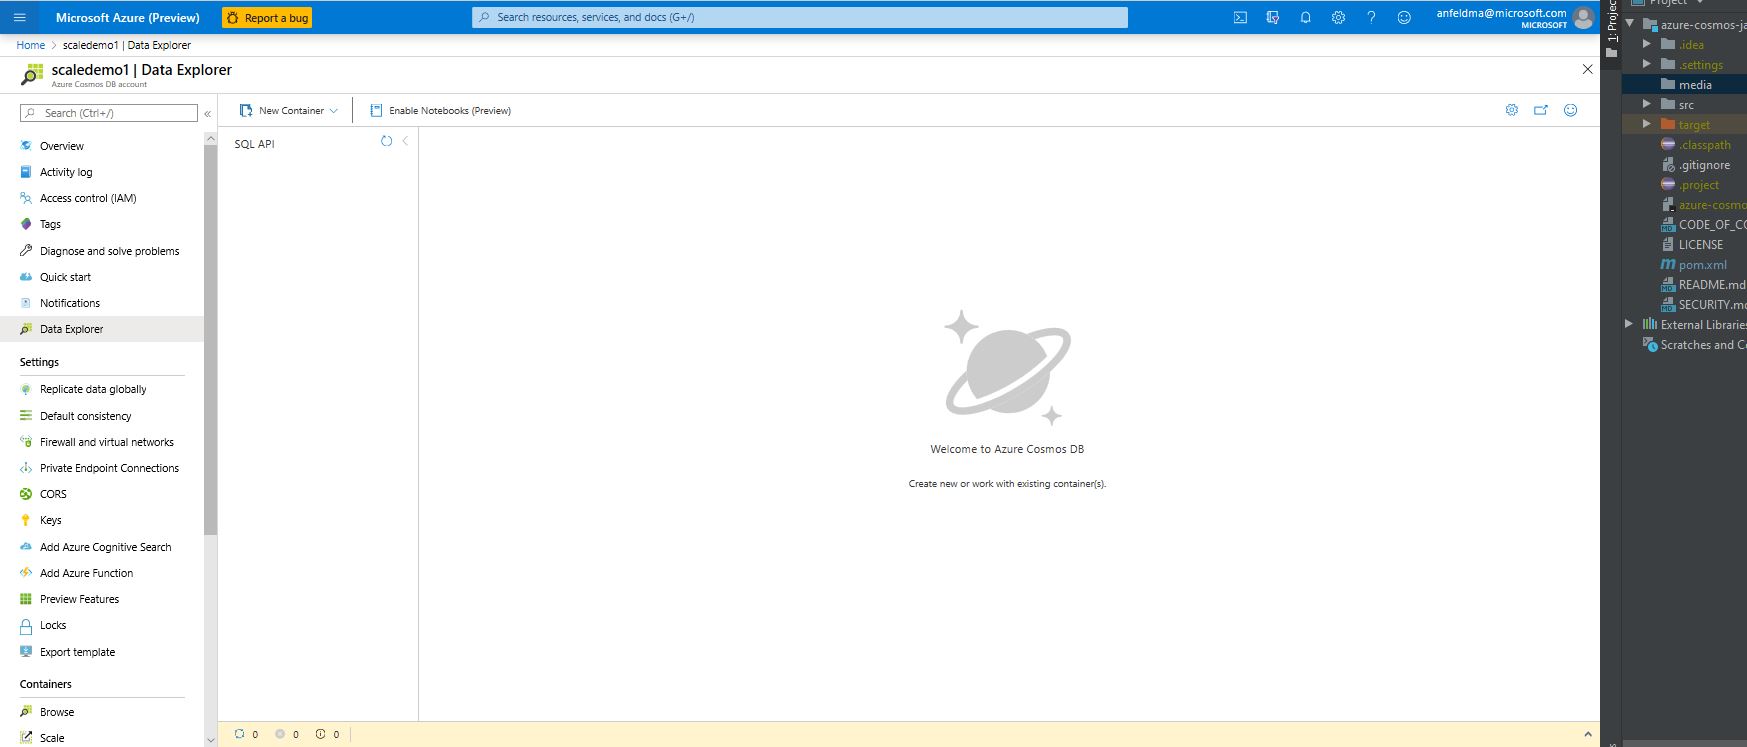 Microsoft Azure (Preview)
Report a bug
Search resources, services, and docs (G+/)
anfeldma@microsoft.com
MICROSOFT
Home > scaledemo1 | Data Explorer
scaledemo1 | Data Explorer
Azure Cosmos DB account
Search (Ctrl+/)
Overview
Activity log
Access control (IAM)
Tags
Diagnose and solve problems
Quick start
Notifications
Data Explorer
Settings
Replicate data globally
Default consistency
Firewall and virtual networks
Private Endpoint Connections
CORS
Keys
Add Azure Cognitive Search
Add Azure Function
Preview Features
Locks
Export template
Containers
Browse
Scale
New Container
Enable Notebooks (Preview)
SQL API
Welcome to Azure Cosmos DB
Create new or work with existing container(s).
0 0 0
1: Projec
Project
azure-cosmos-ja
.idea
.settings
media
src
target
.classpath
.gitignore
.project
azure-cosmo
CODE_OF_CO
LICENSE
pom.xml
README.md
SECURITY.md
External Libraries
Scratches and Co